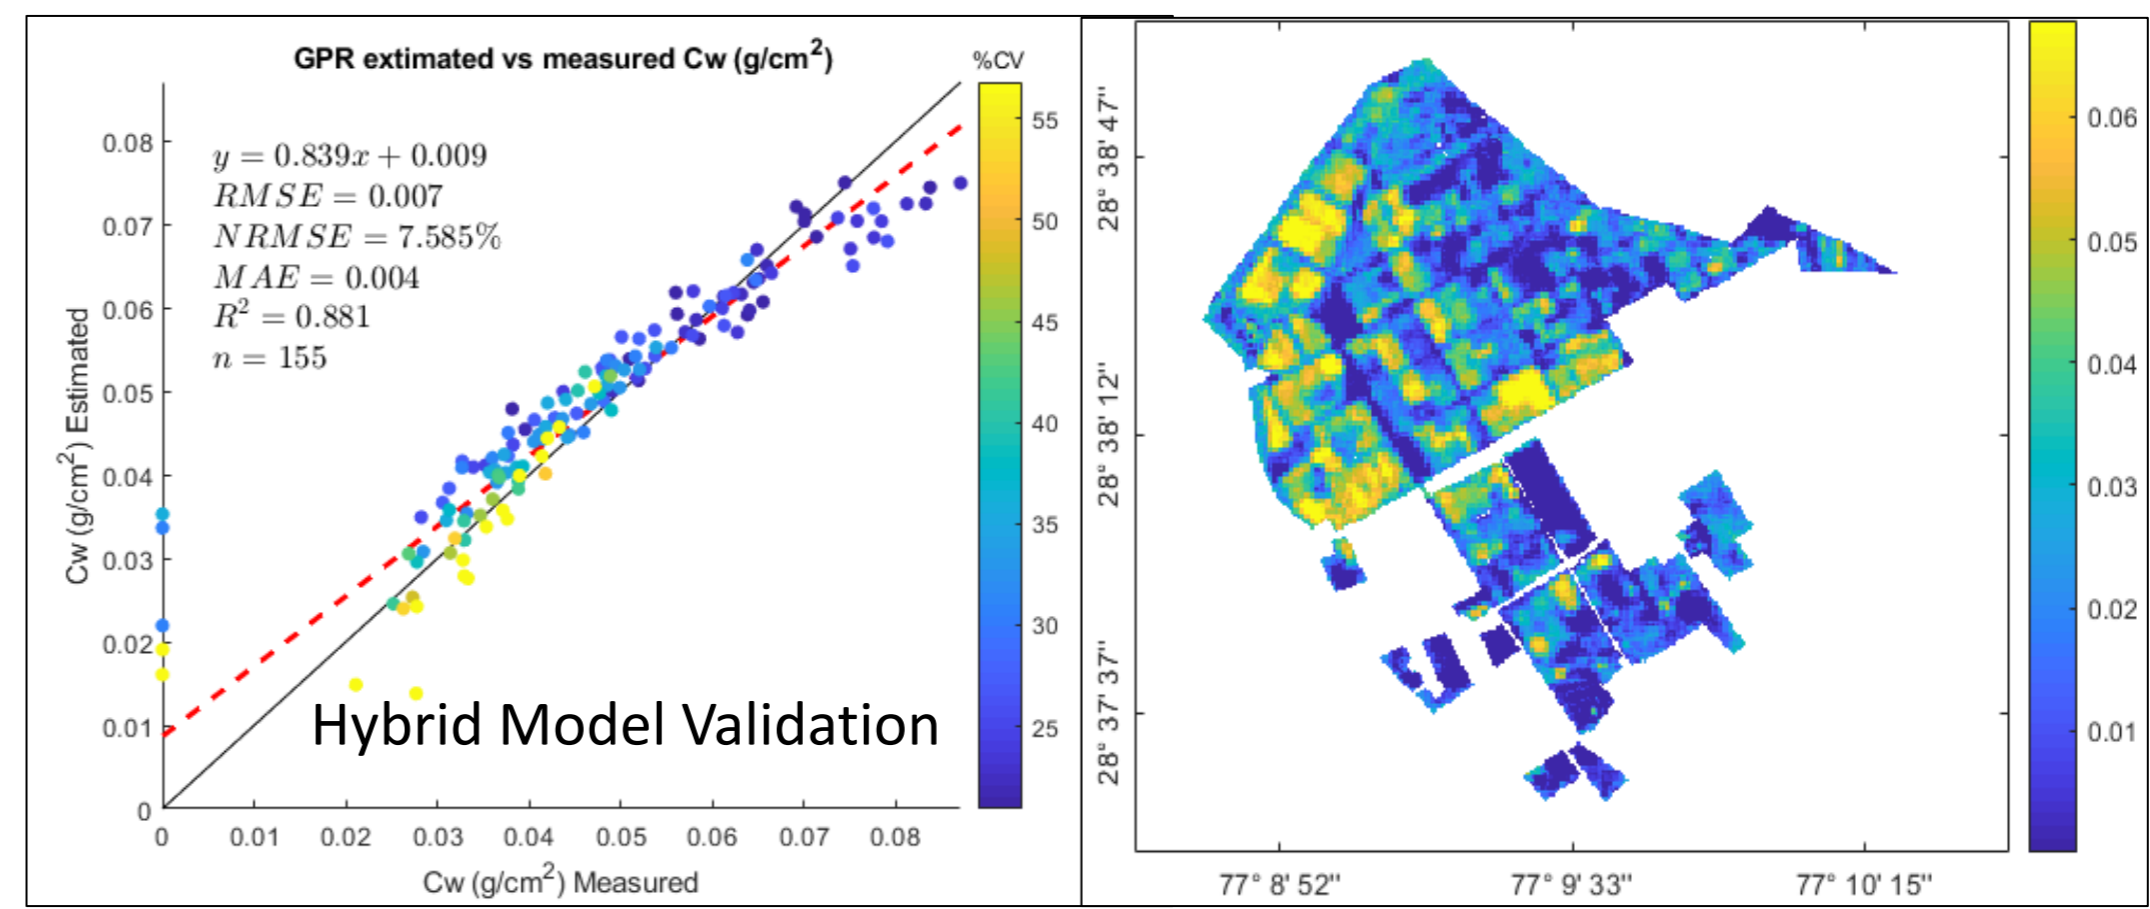 GPR extimated vs measured Cw (g/cm²)
%CV
y = 0.839x + 0.009
RMSE = 0.007
NRMSE = 7.585%
MAE = 0.004
R² = 0.881
n = 155
Hybrid Model Validation
Cw (g/cm²) Estimated
0.08
0.07
0.06
0.05
0.04
0.03
0.02
0.01
0
0 0.01 0.02 0.03 0.04 0.05 0.06 0.07 0.08
Cw (g/cm²) Measured
55
50
45
40
35
30
25
28° 38' 47"
28° 38' 12"
28° 37' 37"
77° 8' 52" 77° 9' 33" 77° 10' 15"
0.06
0.05
0.04
0.03
0.02
0.01